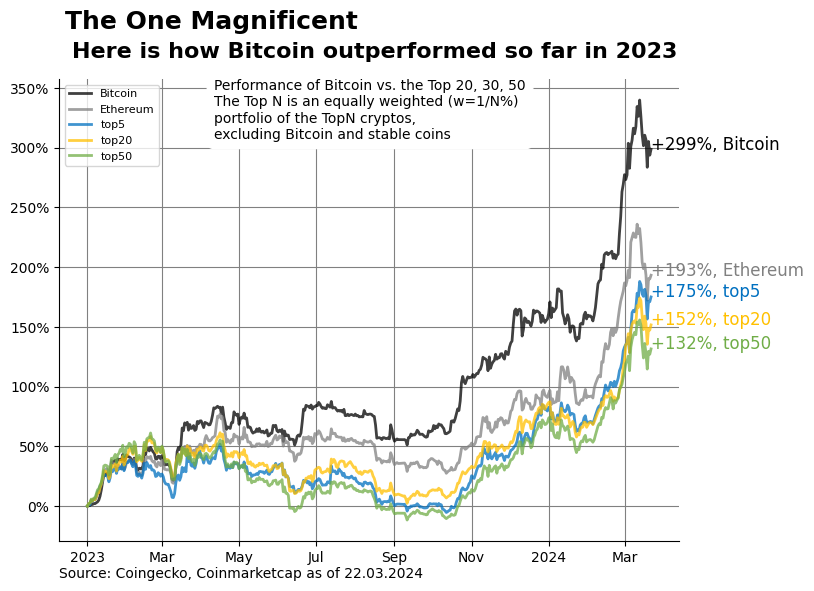 The One Magnificent
Here is how Bitcoin outperformed so far in 2023
Performance of Bitcoin vs. the Top 20, 30, 50
The Top N is an equally weighted (w=1/N%)
portfolio of the TopN cryptos,
excluding Bitcoin and stable coins
Bitcoin
Ethereum
top5
top20
top50
350%
300%
250%
200%
150%
100%
50%
0%
+299%, Bitcoin
+193%, Ethereum
+175%, top5
+152%, top20
+132%, top50
2023 Mar May Jul Sep Nov 2024 Mar
Source: Coingecko, Coinmarketcap as of 22.03.2024